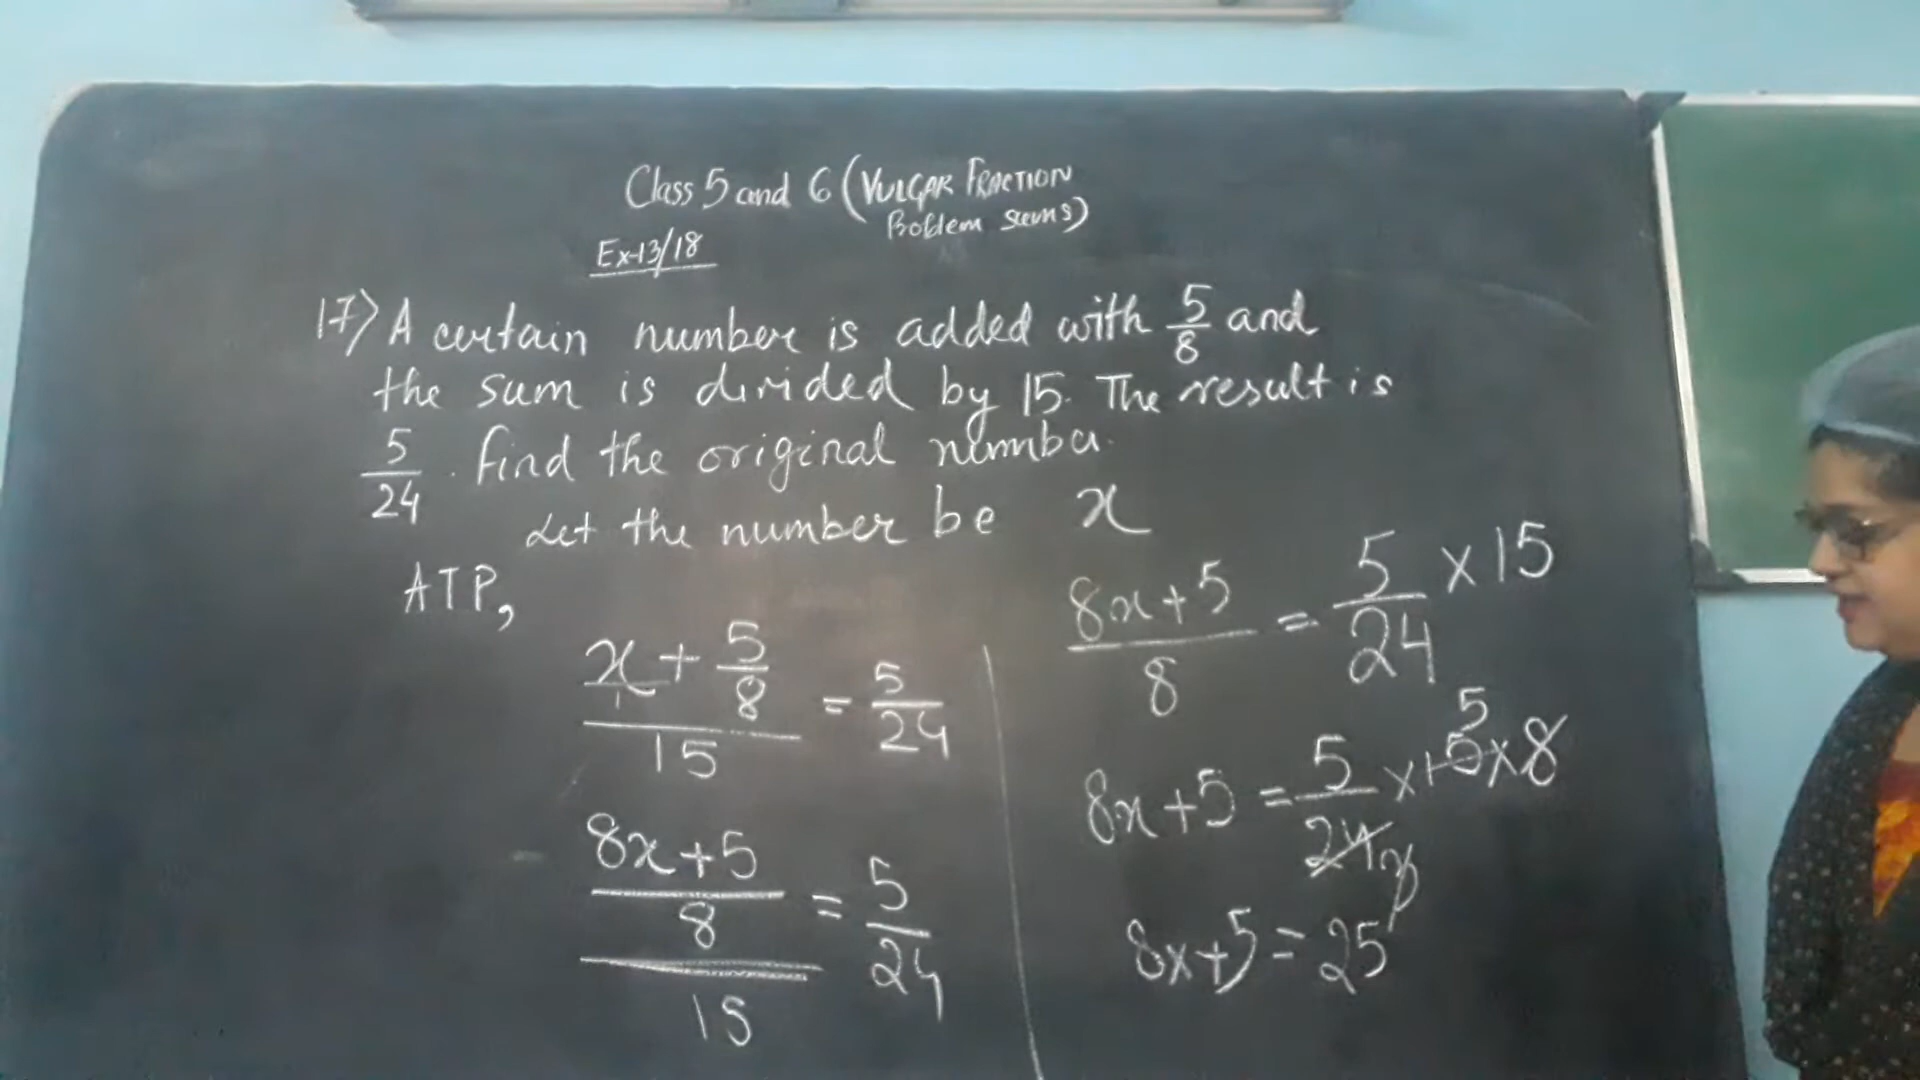 Class 5 and 6 (VULGAR FRACTION
Problem sums)
Ex-13/18
17) A certain number is added with 5/8 and
the sum is divided by 15. The result is
5/24. Find the original number.
Let the number be x
ATP,
x/1 + 5/8
15
= 5/24
8x+5
8
15
= 5/24
8x+5/8 = 5/24 x 15
8x+5 = 5/24 x 15 x 8
5
8x+5 = 25